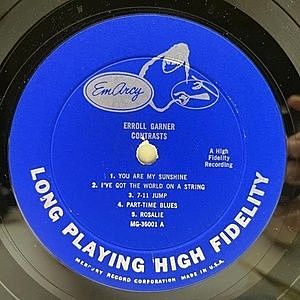 EmArcy
ERROLL GARNER
CONTRASTS
A High
Fidelity
Recording
1. YOU ARE MY SUNSHINE
2. I'VE GOT THE WORLD ON A STRING
3. 7-11 JUMP
4. PART-TIME BLUES
5. ROSALIE
MG-36001 A
LONG PLAYING HIGH FIDELITY
MERCURY RECORD CORPORATION MADE IN U.S.A.